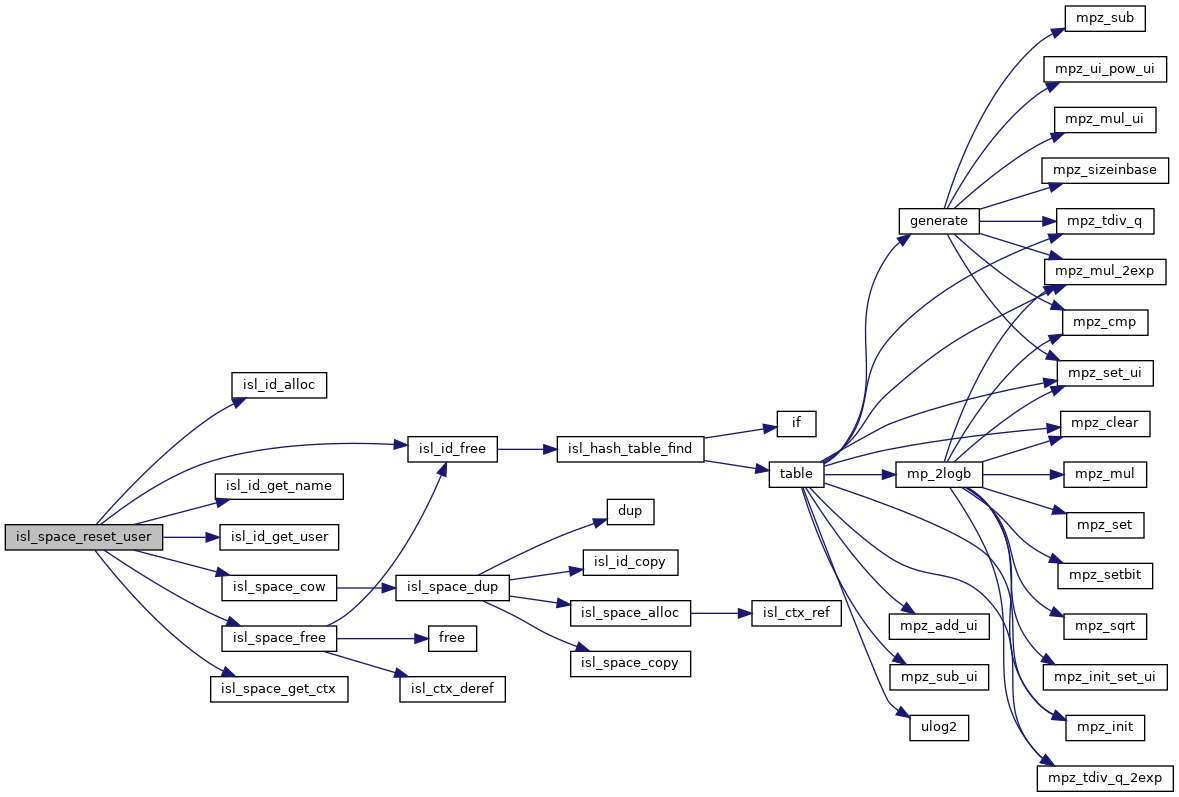 mpz_sub
mpz_ui_pow_ui
mpz_mul_ui
mpz_sizeinbase
generate
mpz_tdiv_q
mpz_mul_2exp
mpz_cmp
mpz_set_ui
isl_id_alloc
if
mpz_clear
isl_id_free
isl_hash_table_find
table
mp_2logb
mpz_mul
isl_id_get_name
dup
mpz_set
isl_space_reset_user
isl_id_get_user
isl_id_copy
mpz_setbit
isl_space_cow
isl_space_dup
isl_space_alloc
isl_ctx_ref
mpz_add_ui
mpz_sqrt
isl_space_free
free
isl_space_copy
mpz_sub_ui
mpz_init_set_ui
isl_space_get_ctx
isl_ctx_deref
ulog2
mpz_init
mpz_tdiv_q_2exp